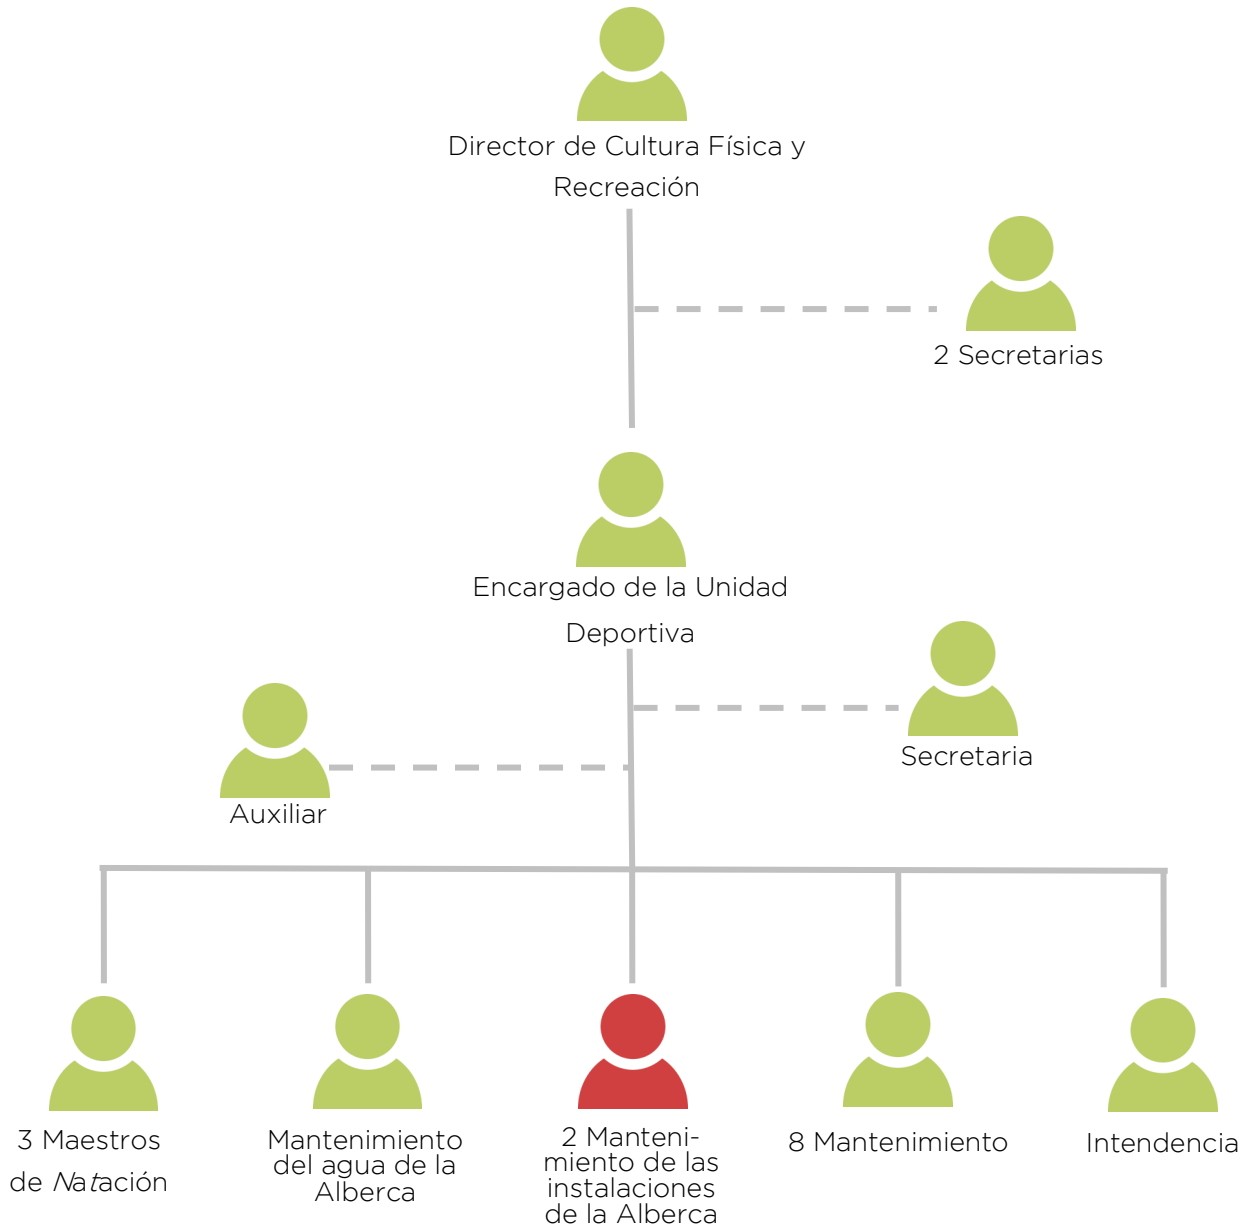 Director de Cultura Física y
Recreación
2 Secretarias
Encargado de la Unidad
Deportiva
Secretaria
Auxiliar
3 Maestros
de Natación
Mantenimiento
del agua de la
Alberca
2 Manteni-
miento de las
instalaciones
de la Alberca
8 Mantenimiento
Intendencia